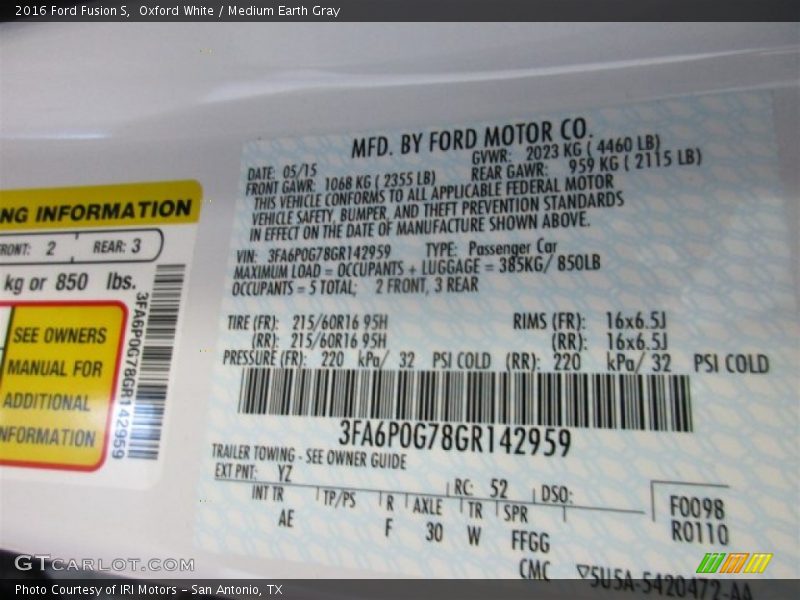 2016 Ford Fusion S,  Oxford White / Medium Earth Gray
MFD. BY FORD MOTOR CO.
DATE: 05/15 GVWR: 2023 KG ( 4460 LB)
FRONT GAWR: 1068 KG ( 2355 LB) REAR GAWR: 959 KG ( 2115 LB)
THIS VEHICLE CONFORMS TO ALL APPLICABLE FEDERAL MOTOR
VEHICLE SAFETY, BUMPER, AND THEFT PREVENTION STANDARDS
IN EFFECT ON THE DATE OF MANUFACTURE SHOWN ABOVE.
VIN: 3FA6P0G78GR142959 TYPE: Passenger Car
MAXIMUM LOAD = OCCUPANTS + LUGGAGE = 385KG/ 850LB
OCCUPANTS = 5 TOTAL; 2 FRONT, 3 REAR
TIRE (FR): 215/60R16 95H RIMS (FR): 16x6.5J
(RR): 215/60R16 95H (RR): 16x6.5J
PRESSURE (FR): 220 kPa/ 32 PSI COLD (RR): 220 kPa/ 32 PSI COLD
3FA6P0G78GR142959
TRAILER TOWING - SEE OWNER GUIDE
EXT PNT: YZ RC: 52 DSO:
INT TR TP/PS R AXLE TR SPR F0098
AE F 30 W FFGG R0110
CMC 5U5A-5420472-AA
NG INFORMATION
RONT: 2 REAR: 3
kg or 850 lbs.
SEE OWNERS
MANUAL FOR
ADDITIONAL
NFORMATION
3FA6P0G78GR142959
GTCARLOT.COM
Photo Courtesy of IRI Motors – San Antonio, TX